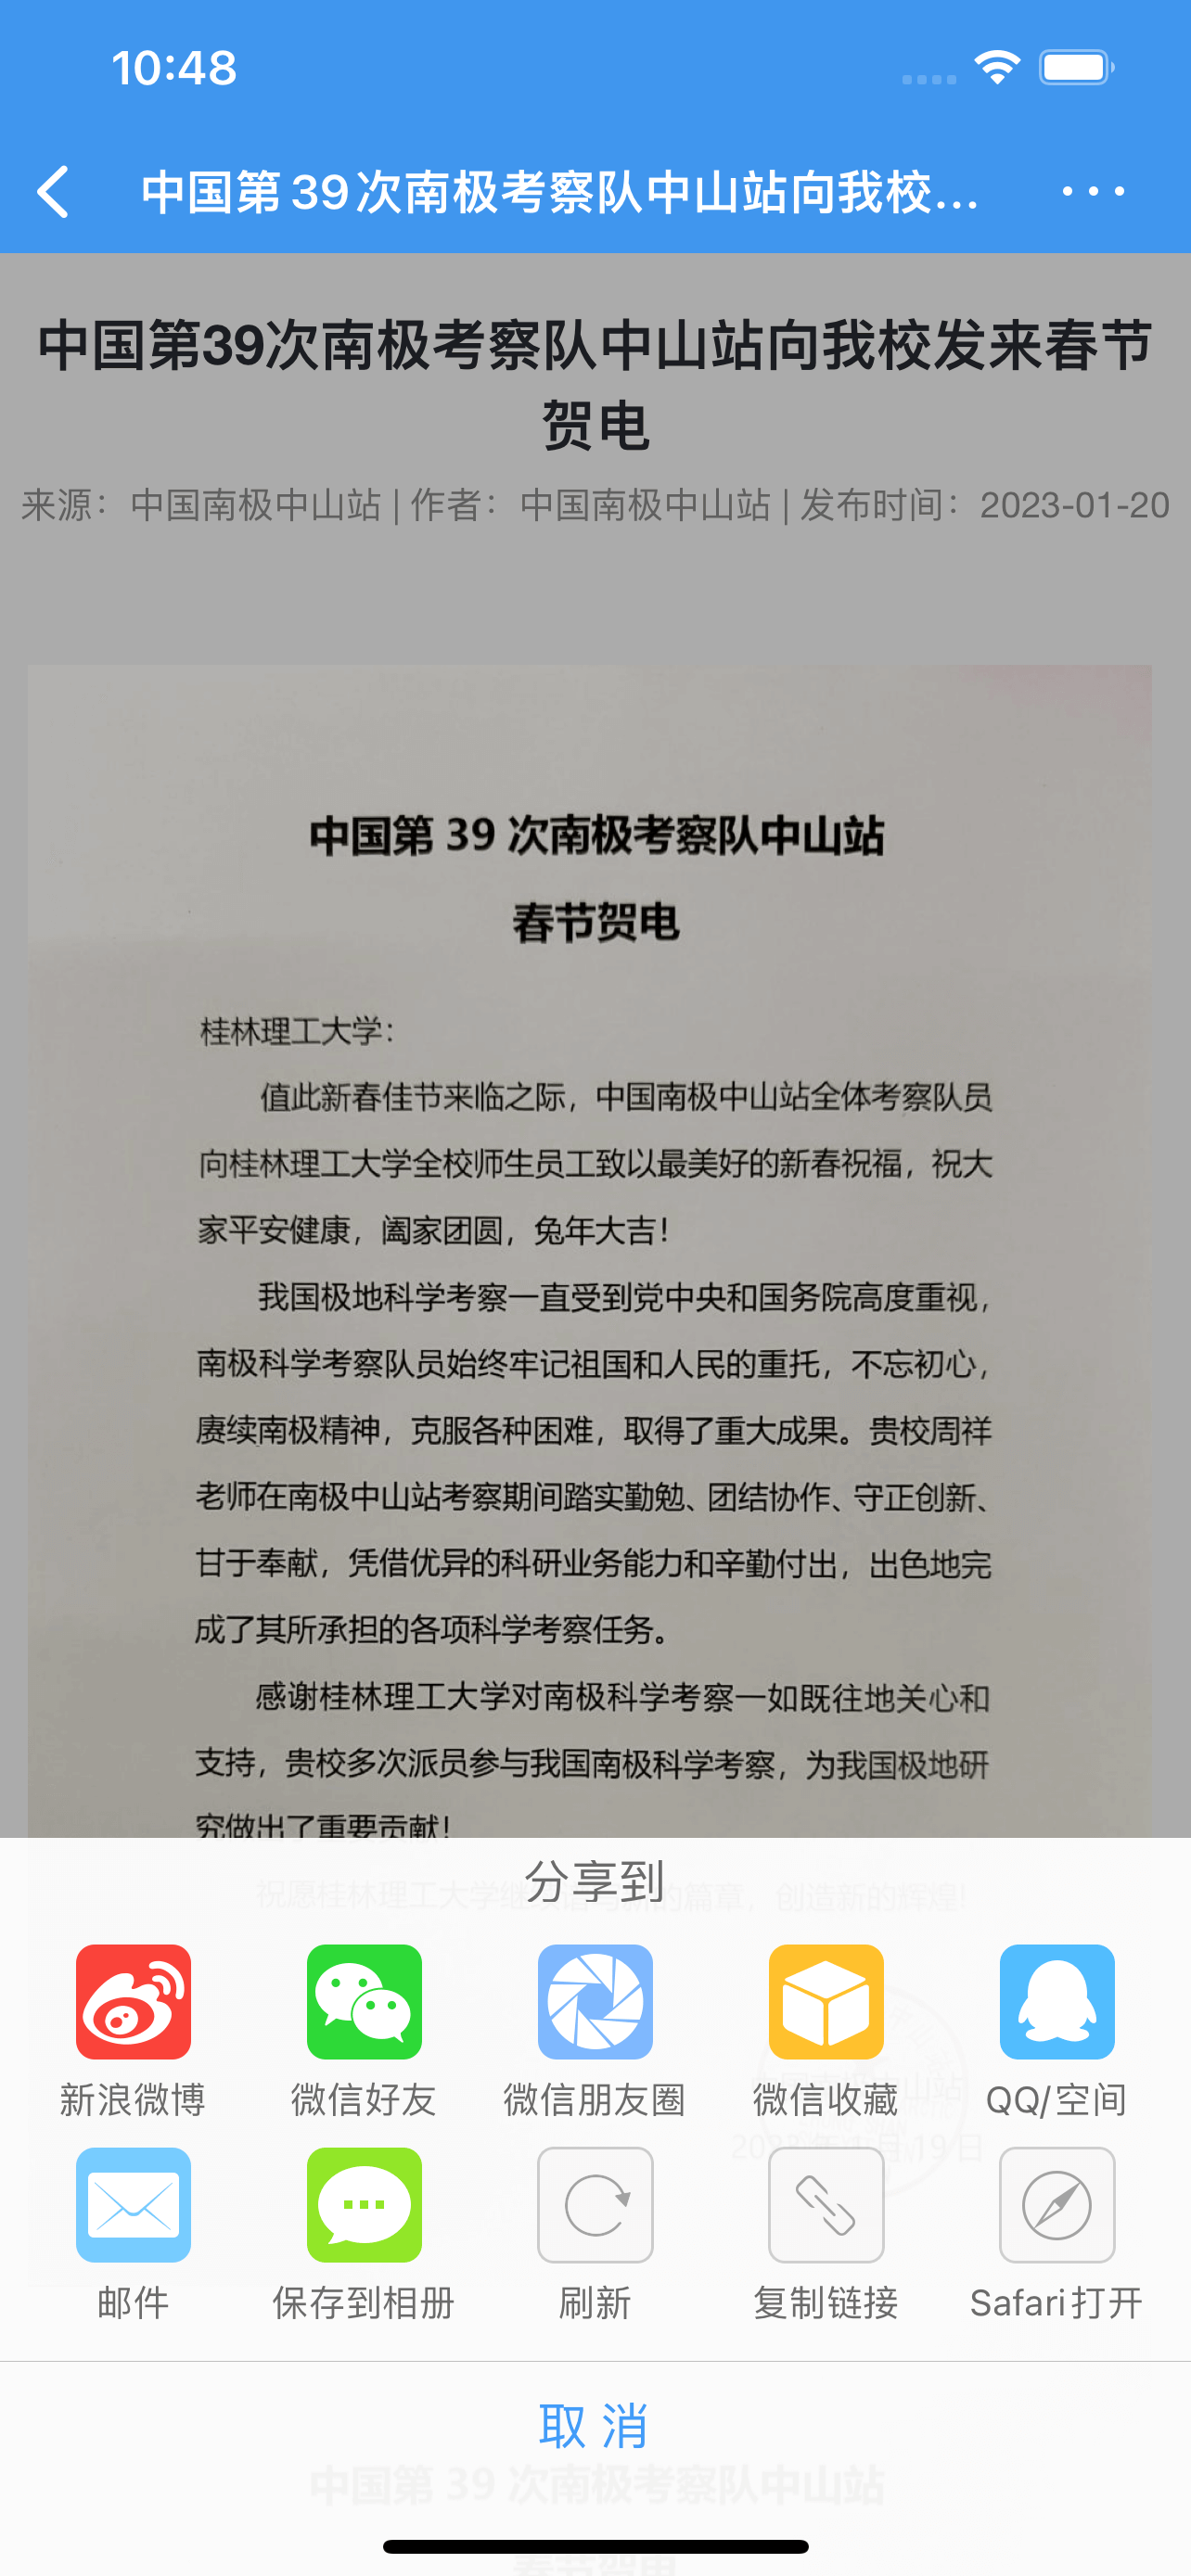 10:48
中国第39次南极考察队中山站向我校...
中国第39次南极考察队中山站向我校发来春节
贺电
来源：中国南极中山站 | 作者：中国南极中山站 | 发布时间：2023-01-20
中国第 39 次南极考察队中山站
春节贺电
桂林理工大学：
值此新春佳节来临之际，中国南极中山站全体考察队员
向桂林理工大学全校师生员工致以最美好的新春祝福，祝大
家平安健康，阖家团圆，兔年大吉！
我国极地科学考察一直受到党中央和国务院高度重视，
南极科学考察队员始终牢记祖国和人民的重托，不忘初心，
赓续南极精神，克服各种困难，取得了重大成果。贵校周祥
老师在南极中山站考察期间踏实勤勉、团结协作、守正创新、
甘于奉献，凭借优异的科研业务能力和辛勤付出，出色地完
成了其所承担的各项科学考察任务。
感谢桂林理工大学对南极科学考察一如既往地关心和
支持，贵校多次派员参与我国南极科学考察，为我国极地研
究做出了重要贡献！
分享到
祝愿桂林理工大学继续谱写新的篇章，创造新的辉煌！
新浪微博 微信好友 微信朋友圈 微信收藏 QQ/空间
2023 年 1 月 19 日
邮件 保存到相册 刷新 复制链接 Safari打开
取 消
中国第 39 次南极考察队中山站
春节贺电